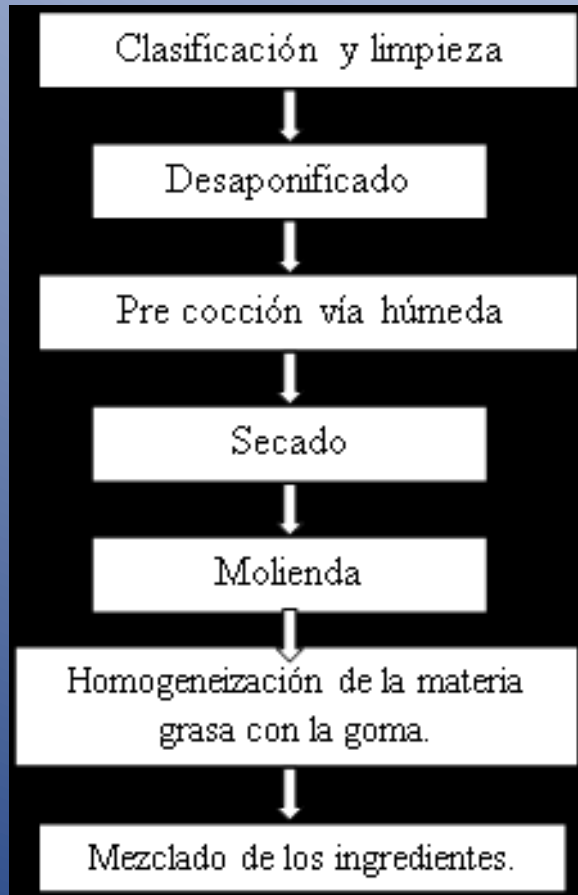 Clasificación y limpieza
Desaponificado
Pre cocción vía húmeda
Secado
Molienda
Homogeneización de la materia
grasa con la goma.
Mezclado de los ingredientes.